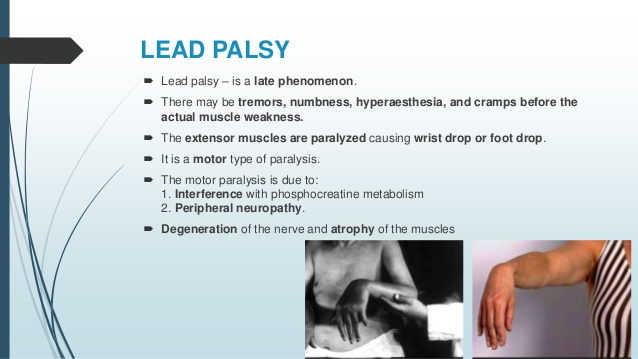 LEAD PALSY
Lead palsy – is a late phenomenon.
There may be tremors, numbness, hyperaesthesia, and cramps before the
actual muscle weakness.
The extensor muscles are paralyzed causing wrist drop or foot drop.
It is a motor type of paralysis.
The motor paralysis is due to:
1. Interference with phosphocreatine metabolism
2. Peripheral neuropathy.
Degeneration of the nerve and atrophy of the muscles